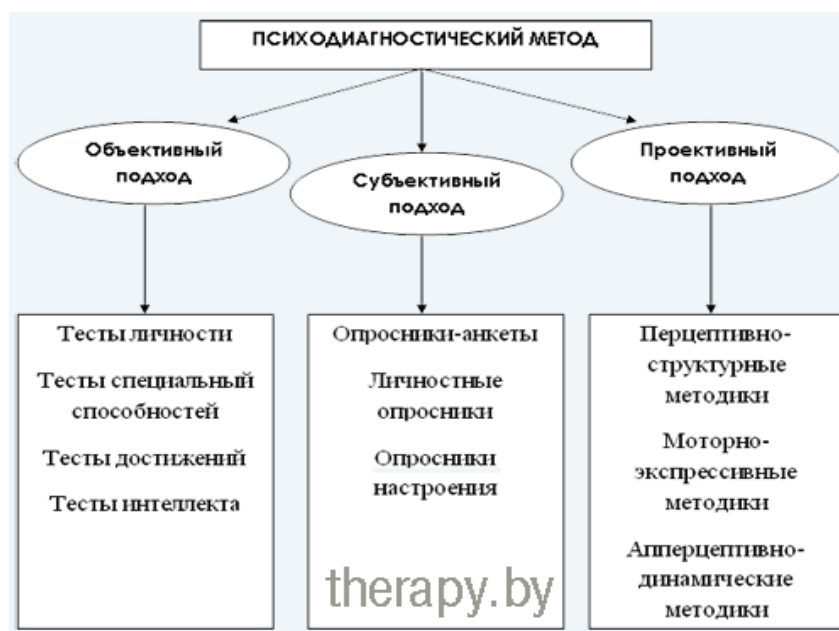 ПСИХОДИАГНОСТИЧЕСКИЙ МЕТОД
Объективный
подход
Субъективный
подход
Проективный
подход
Тесты личности
Тесты специальный
способностей
Тесты достижений
Тесты интеллекта
Опросники-анкеты
Личностные
опросники
Опросники
настроения
Перцептивно-
структурные
методики
Моторно-
экспрессивные
методики
Апперцептивно-
динамические
методики
therapy.by